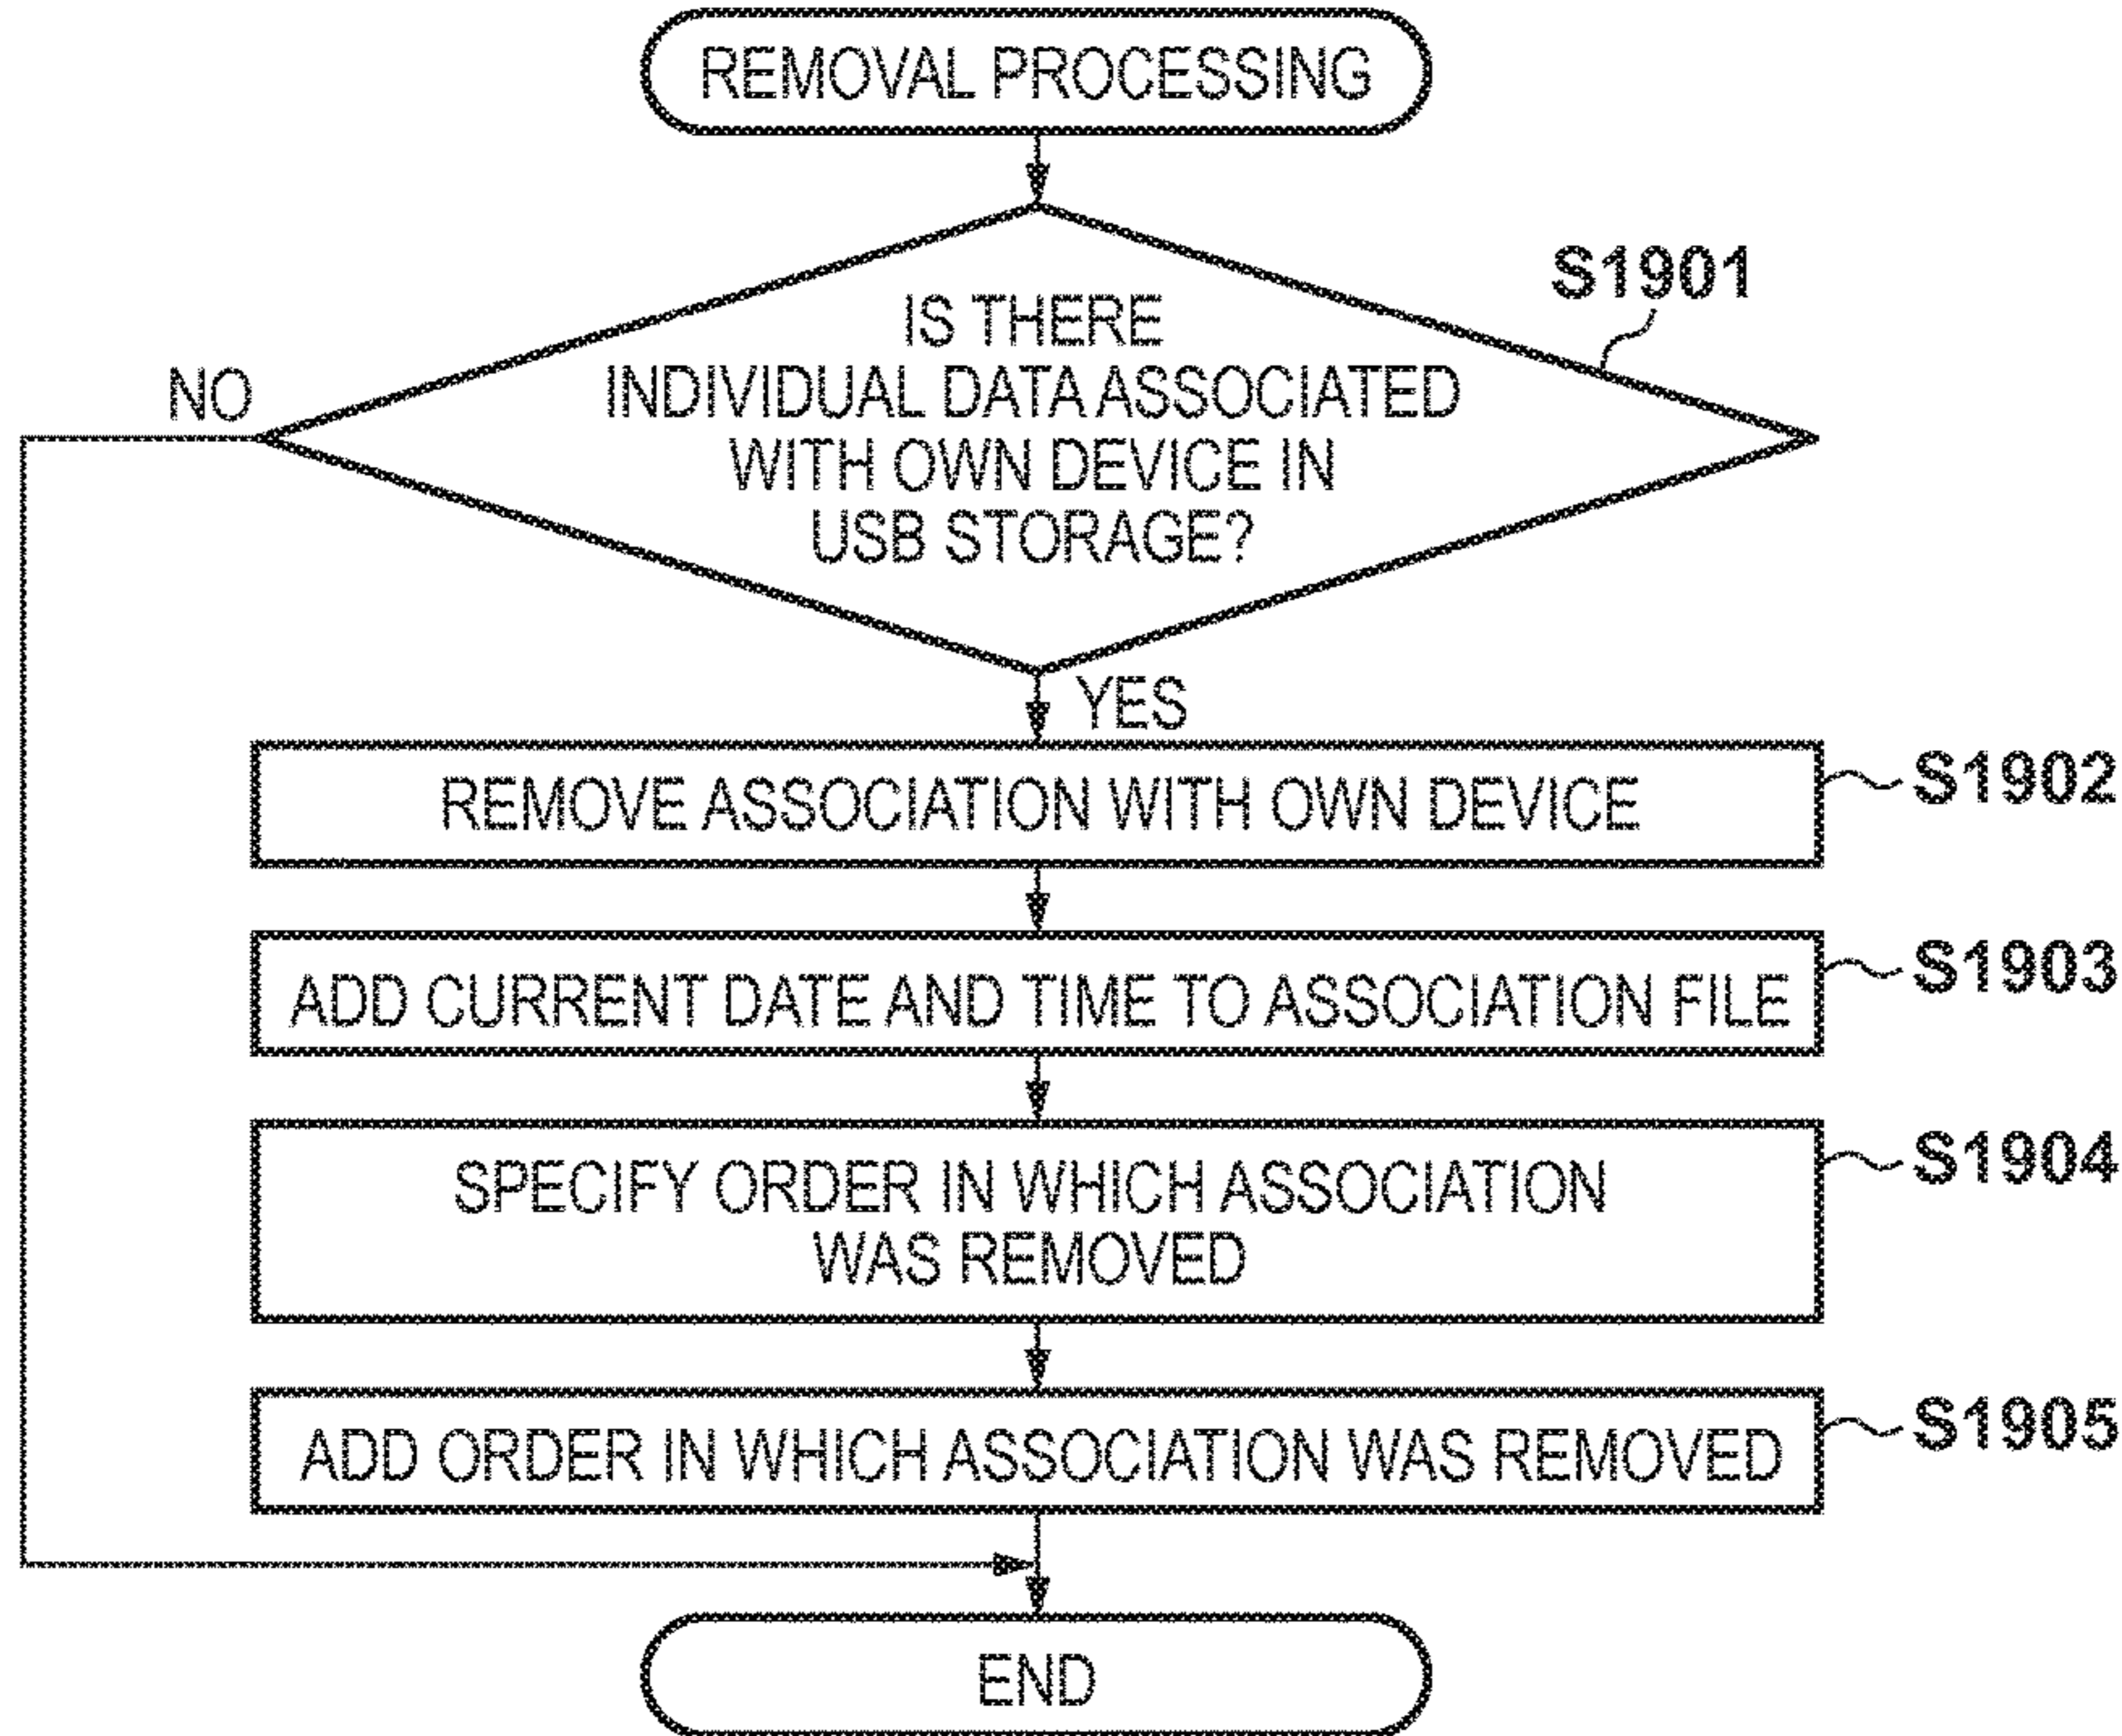 REMOVAL PROCESSING
S1901
IS THERE
INDIVIDUAL DATA ASSOCIATED
WITH OWN DEVICE IN
USB STORAGE?
NO
YES
REMOVE ASSOCIATION WITH OWN DEVICE
S1902
ADD CURRENT DATE AND TIME TO ASSOCIATION FILE
S1903
SPECIFY ORDER IN WHICH ASSOCIATION
WAS REMOVED
S1904
ADD ORDER IN WHICH ASSOCIATION WAS REMOVED
S1905
END